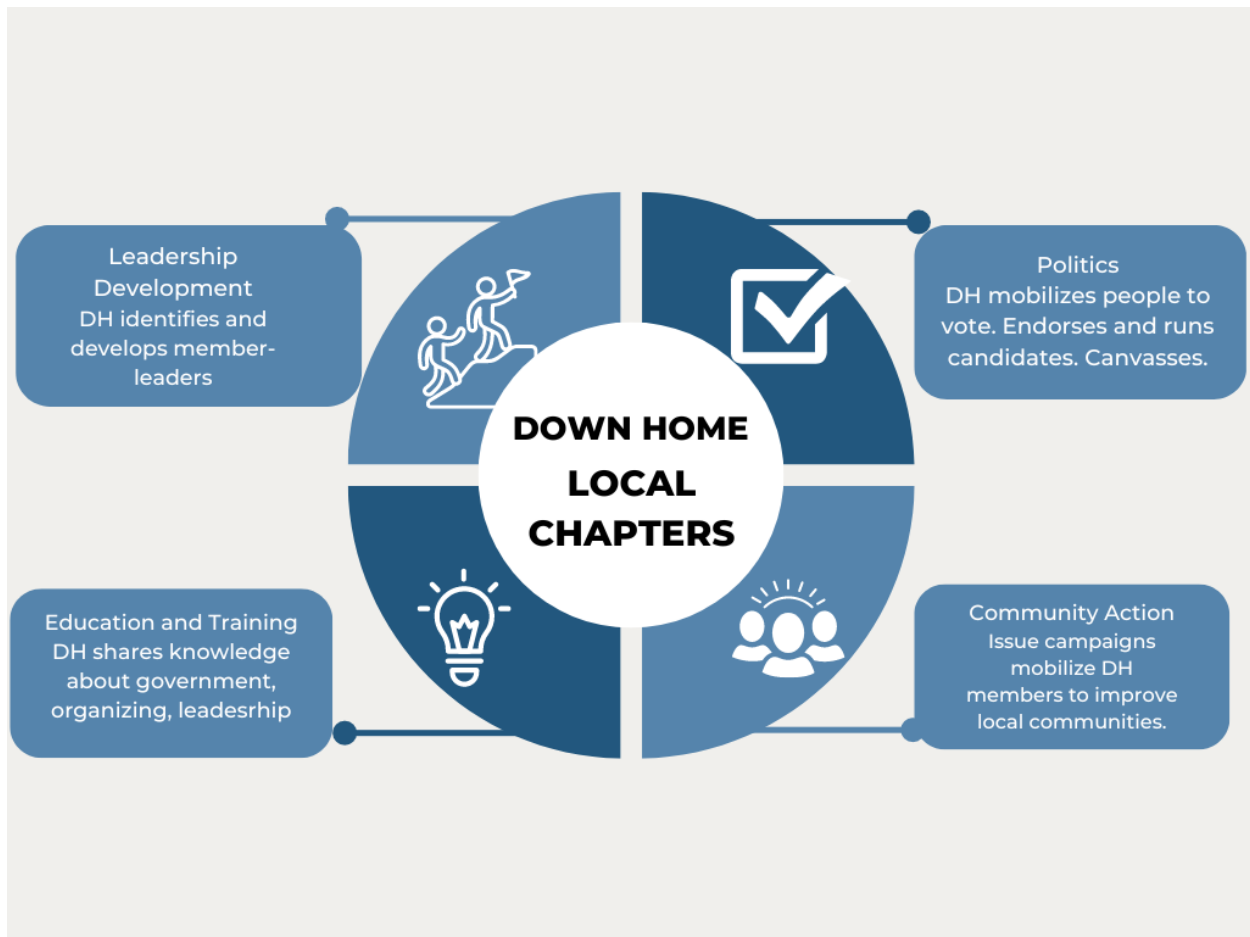 Leadership
Development
DH identifies and
develops member-
leaders
Politics
DH mobilizes people to
vote. Endorses and runs
candidates. Canvasses.
DOWN HOME
LOCAL
CHAPTERS
Education and Training
DH shares knowledge
about government,
organizing, leadesrhip
Community Action
Issue campaigns
mobilize DH
members to improve
local communities.